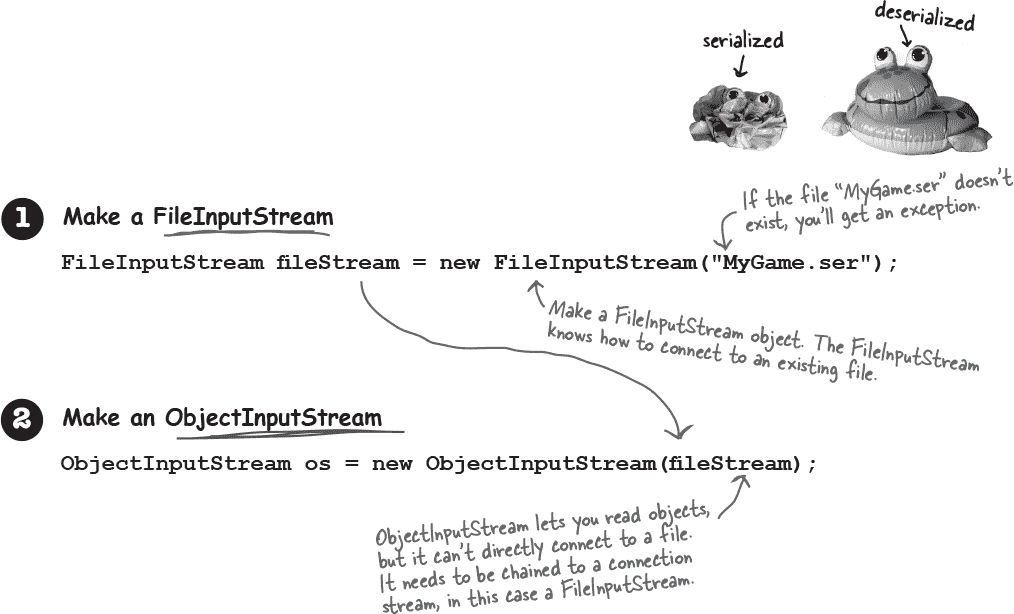 serialized
deserialized
If the file “MyGame.ser” doesn’t
exist, you’ll get an exception.
1 Make a FileInputStream
FileInputStream fileStream = new FileInputStream("MyGame.ser");
Make a FileInputStream object. The FileInputStream
knows how to connect to an existing file.
2 Make an ObjectInputStream
ObjectInputStream os = new ObjectInputStream(fileStream);
ObjectInputStream lets you read objects,
but it can’t directly connect to a file.
It needs to be chained to a connection
stream, in this case a FileInputStream.